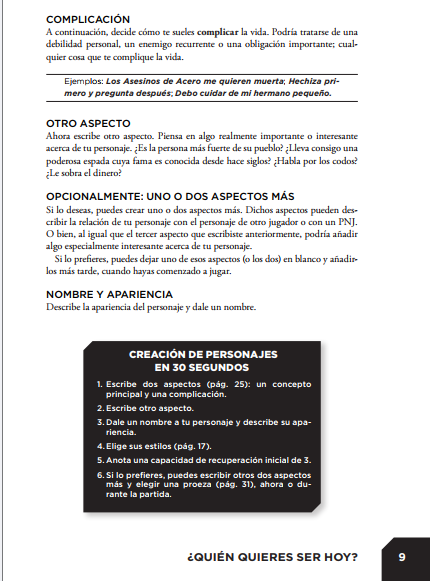 COMPLICACIÓN
A continuación, decide cómo te sueles complicar la vida. Podría tratarse de una
debilidad personal, un enemigo recurrente o una obligación importante; cual-
quier cosa que te complique la vida.
Ejemplos: Los Asesinos de Acero me quieren muerta; Hechiza pri-
mero y pregunta después; Debo cuidar de mi hermano pequeño.
OTRO ASPECTO
Ahora escribe otro aspecto. Piensa en algo realmente importante o interesante
acerca de tu personaje. ¿Es la persona más fuerte de su pueblo? ¿Lleva consigo una
poderosa espada cuya fama es conocida desde hace siglos? ¿Habla por los codos?
¿Le sobra el dinero?
OPCIONALMENTE: UNO O DOS ASPECTOS MÁS
Si lo deseas, puedes crear uno o dos aspectos más. Dichos aspectos pueden des-
cribir la relación de tu personaje con el personaje de otro jugador o con un PNJ.
O bien, al igual que el tercer aspecto que escribiste anteriormente, podría añadir
algo especialmente interesante acerca de tu personaje.
Si lo prefieres, puedes dejar uno de esos aspectos (o los dos) en blanco y añadir-
los más tarde, cuando hayas comenzado a jugar.
NOMBRE Y APARIENCIA
Describe la apariencia del personaje y dale un nombre.
CREACIÓN DE PERSONAJES
EN 30 SEGUNDOS
1. Escribe dos aspectos (pág. 25): un concepto
principal y una complicación.
2. Escribe otro aspecto.
3. Dale un nombre a tu personaje y describe su apa-
riencia.
4. Elige sus estilos (pág. 17).
5. Anota una capacidad de recuperación inicial de 3.
6. Si lo prefieres, puedes escribir otros dos aspectos
más y elegir una proeza (pág. 31), ahora o du-
rante la partida.
¿QUIÉN QUIERES SER HOY?
9